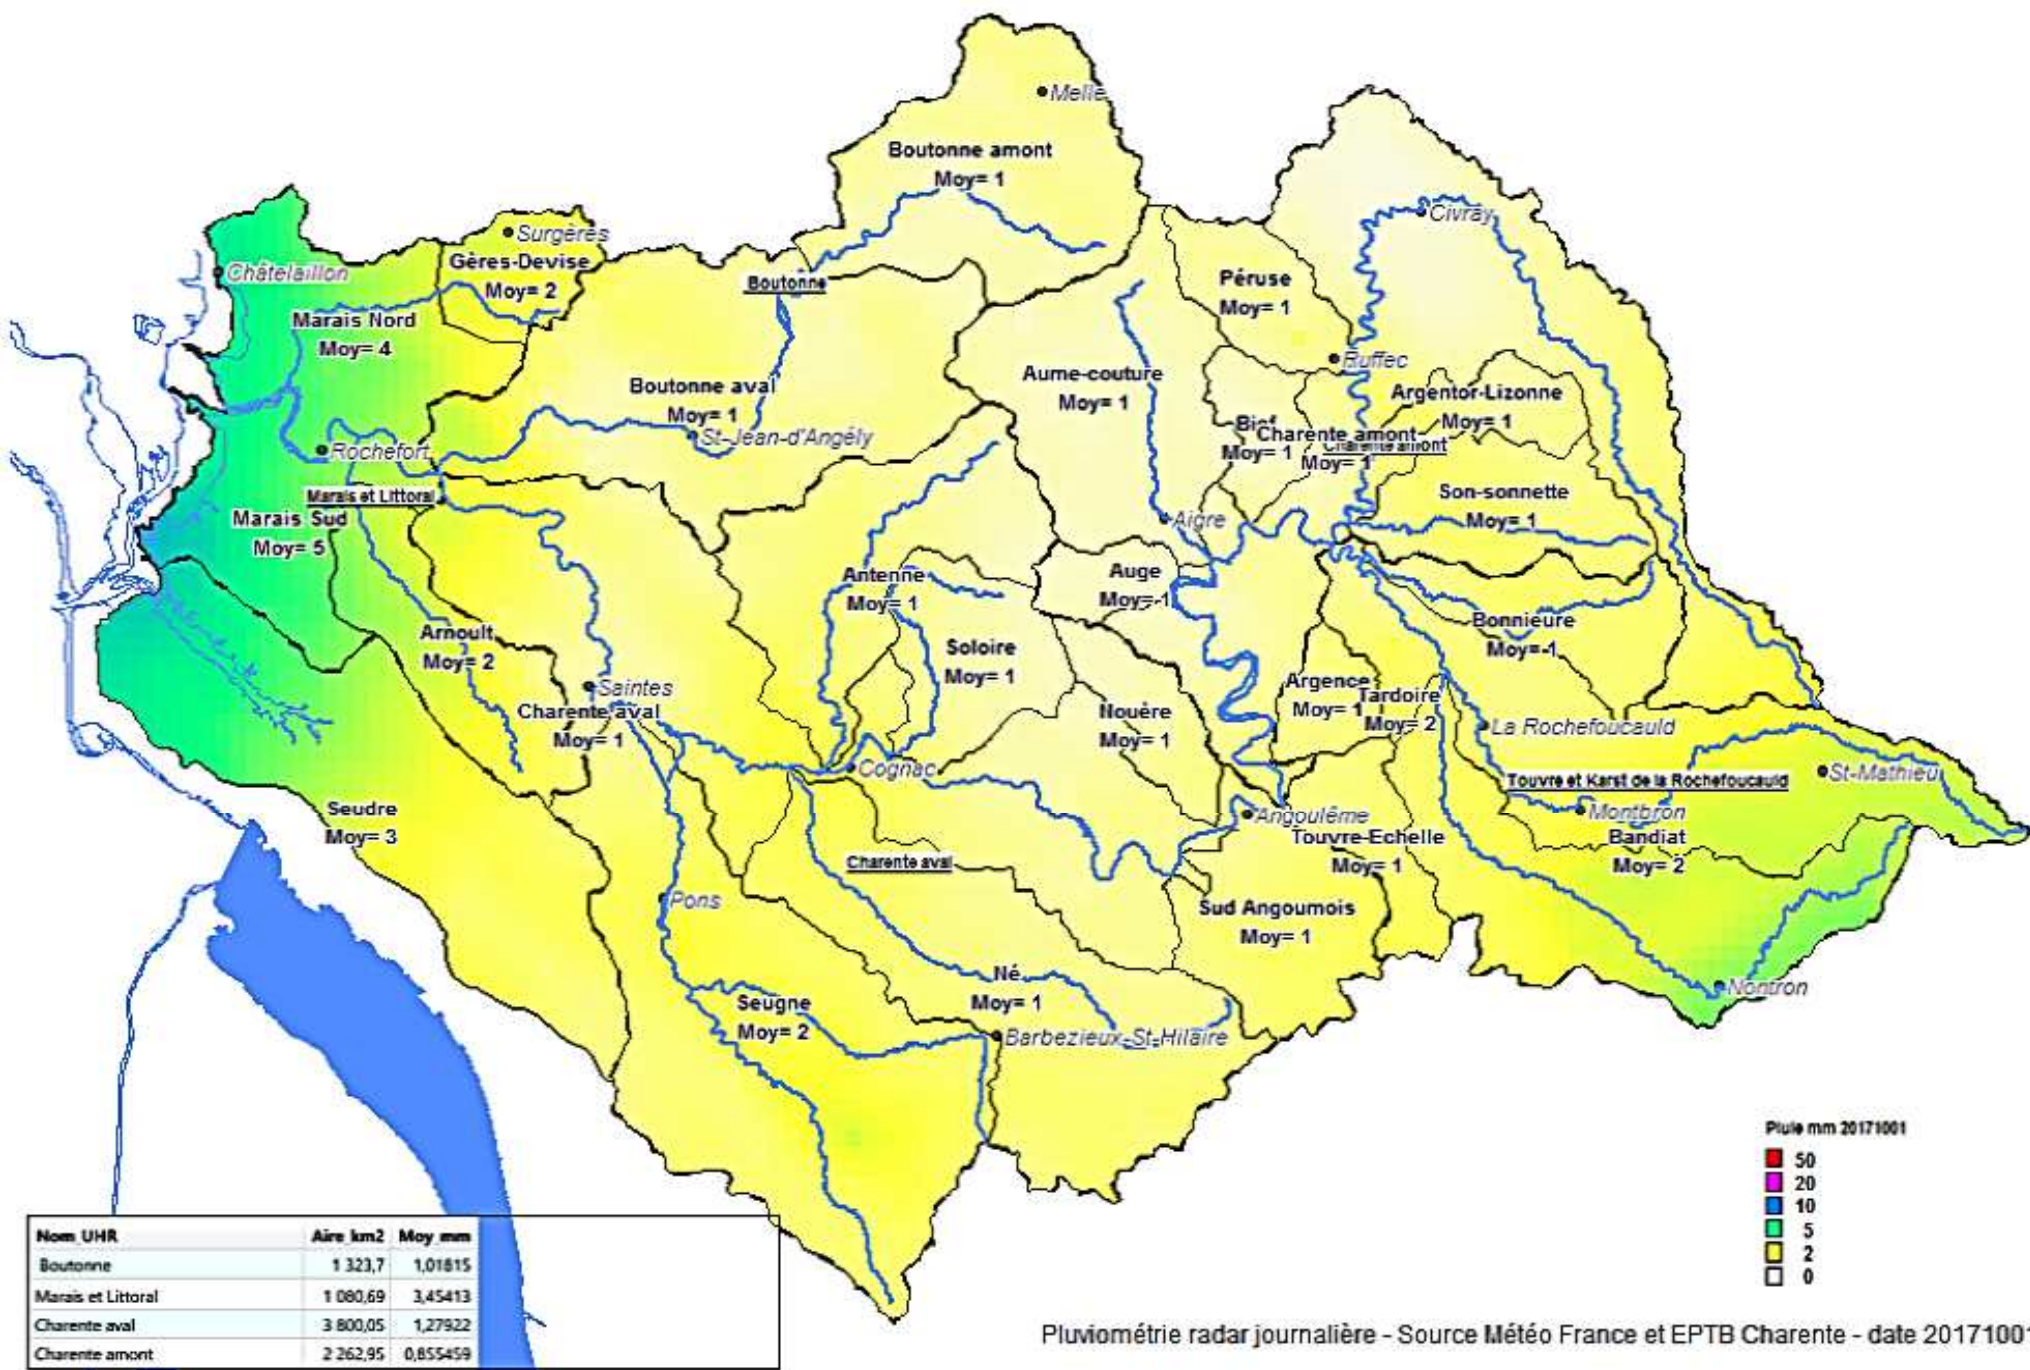 Melle
Boutonne amont
Moy= 1
Civray
Surgères
Châtelaillon
Gères-Devise
Moy= 2
Boutonne
Péruse
Moy= 1
Marais Nord
Moy= 4
Ruffec
Aume-couture
Moy= 1
Boutonne aval
Moy= 1
Argentor-Lizonne
Moy= 1
St-Jean-d'Angély
Rochefort
Moy= 1
Charente amont
Charente amont
Moy= 1
Marais et Littoral
Son-sonnette
Moy= 1
Marais Sud
Moy= 5
Aigre
Antenne
Moy= 1
Auge
Moy=-1
Arnoult
Moy= 2
Bonnieure
Moy=-1
Soloire
Moy= 1
Saintes
Charente aval
Moy= 1
Argence
Moy= 1
Tardoire
Moy= 2
Nouère
Moy= 1
La Rochefoucauld
Cognac
St-Mathieu
Touvre et Karst de la Rochefoucauld
Seudre
Moy= 3
Angoulême
Montbron
Touvre-Echelle
Moy= 1
Bandiat
Moy= 2
Charente aval
Pons
Sud Angoumois
Moy= 1
Né
Moy= 1
Nontron
Seugne
Moy= 2
Barbezieux-St-Hilaire
Pluie mm 20171001
50
20
10
5
2
0
Nom_UHR Aire_km2 Moy_mm
Boutonne 1 323,7 1,01815
Marais et Littoral 1 080,69 3,45413
Charente aval 3 800,05 1,27922
Charente amont 2 262,95 0,855459
Pluviométrie radar journalière - Source Météo France et EPTB Charente - date 20171001